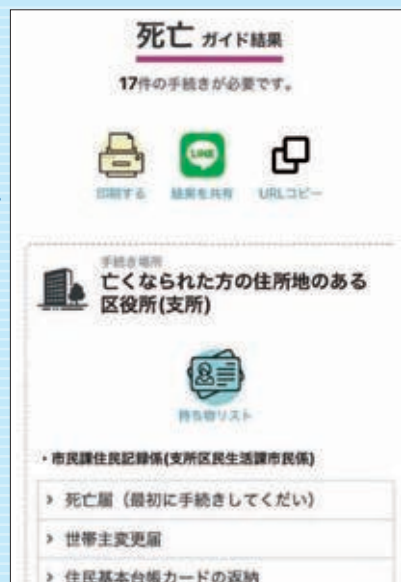 死亡 ガイド結果
17件の手続きが必要です。
LINE
印刷する 結果を共有 URLコピー
手続き場所
亡くなられた方の住所地のある
区役所(支所)
持ち物リスト
・市民課住民記録係(支所区民生活課市民係)
› 死亡届（最初に手続きしてくだい）
› 世帯主変更届
› 住民基本台帳カードの返納